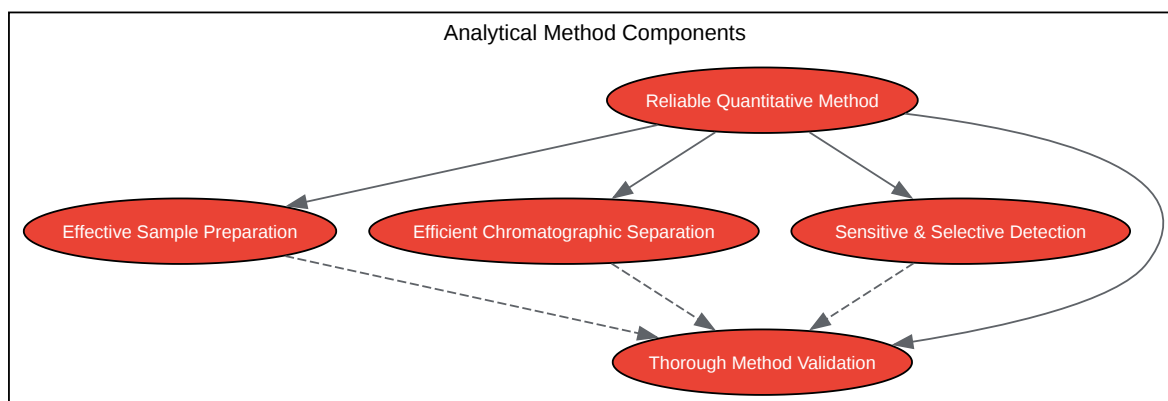 Analytical Method Components
Reliable Quantitative Method
Effective Sample Preparation
Efficient Chromatographic Separation
Sensitive & Selective Detection
Thorough Method Validation